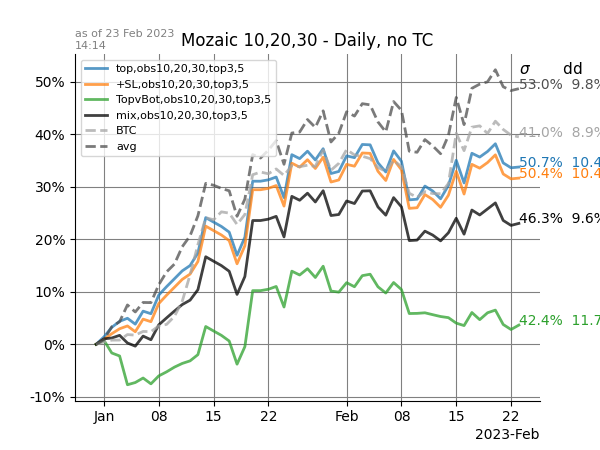 as of 23 Feb 2023
14:14
Mozaic 10,20,30 - Daily, no TC
σ dd
top,obs10,20,30,top3,5
+SL,obs10,20,30,top3,5
TopvBot,obs10,20,30,top3,5
mix,obs10,20,30,top3,5
BTC
avg
50%
40%
30%
20%
10%
0%
-10%
53.0% 9.8%
41.0% 8.9%
50.7% 10.4
50.4% 10.4
46.3% 9.6%
42.4% 11.7
Jan 08 15 22 Feb 08 15 22
2023-Feb